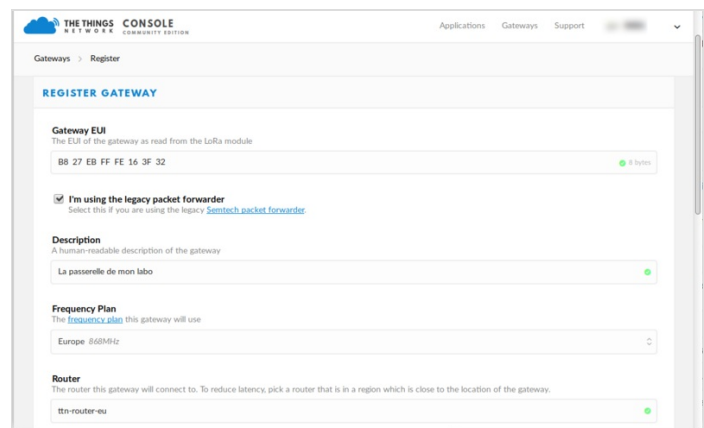 THE THINGS NETWORK CONSOLE COMMUNITY EDITION
Applications Gateways Support
Gateways > Register
REGISTER GATEWAY
Gateway EUI
The EUI of the gateway as read from the LoRa module
B8 27 EB FF FE 16 3F 32 8 bytes
I'm using the legacy packet forwarder
Select this if you are using the legacy Semtech packet forwarder.
Description
A human-readable description of the gateway
La passerelle de mon labo
Frequency Plan
The frequency plan this gateway will use
Europe 868MHz
Router
The router this gateway will connect to. To reduce latency, pick a router that is in a region which is close to the location of the gateway.
ttn-router-eu